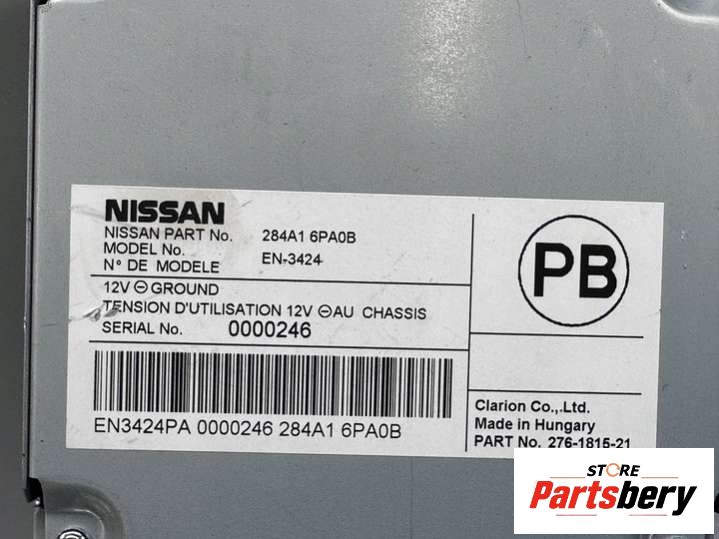 NISSAN
NISSAN PART No. 284A1 6PA0B
MODEL No.
N° DE MODELE EN-3424
12V ⊖ GROUND
TENSION D'UTILISATION 12V ⊖ AU CHASSIS
SERIAL No. 0000246
EN3424PA 0000246 284A1 6PA0B
PB
Clarion Co.,.Ltd.
Made in Hungary
PART No. 276-1815-21
STORE
Partsbery